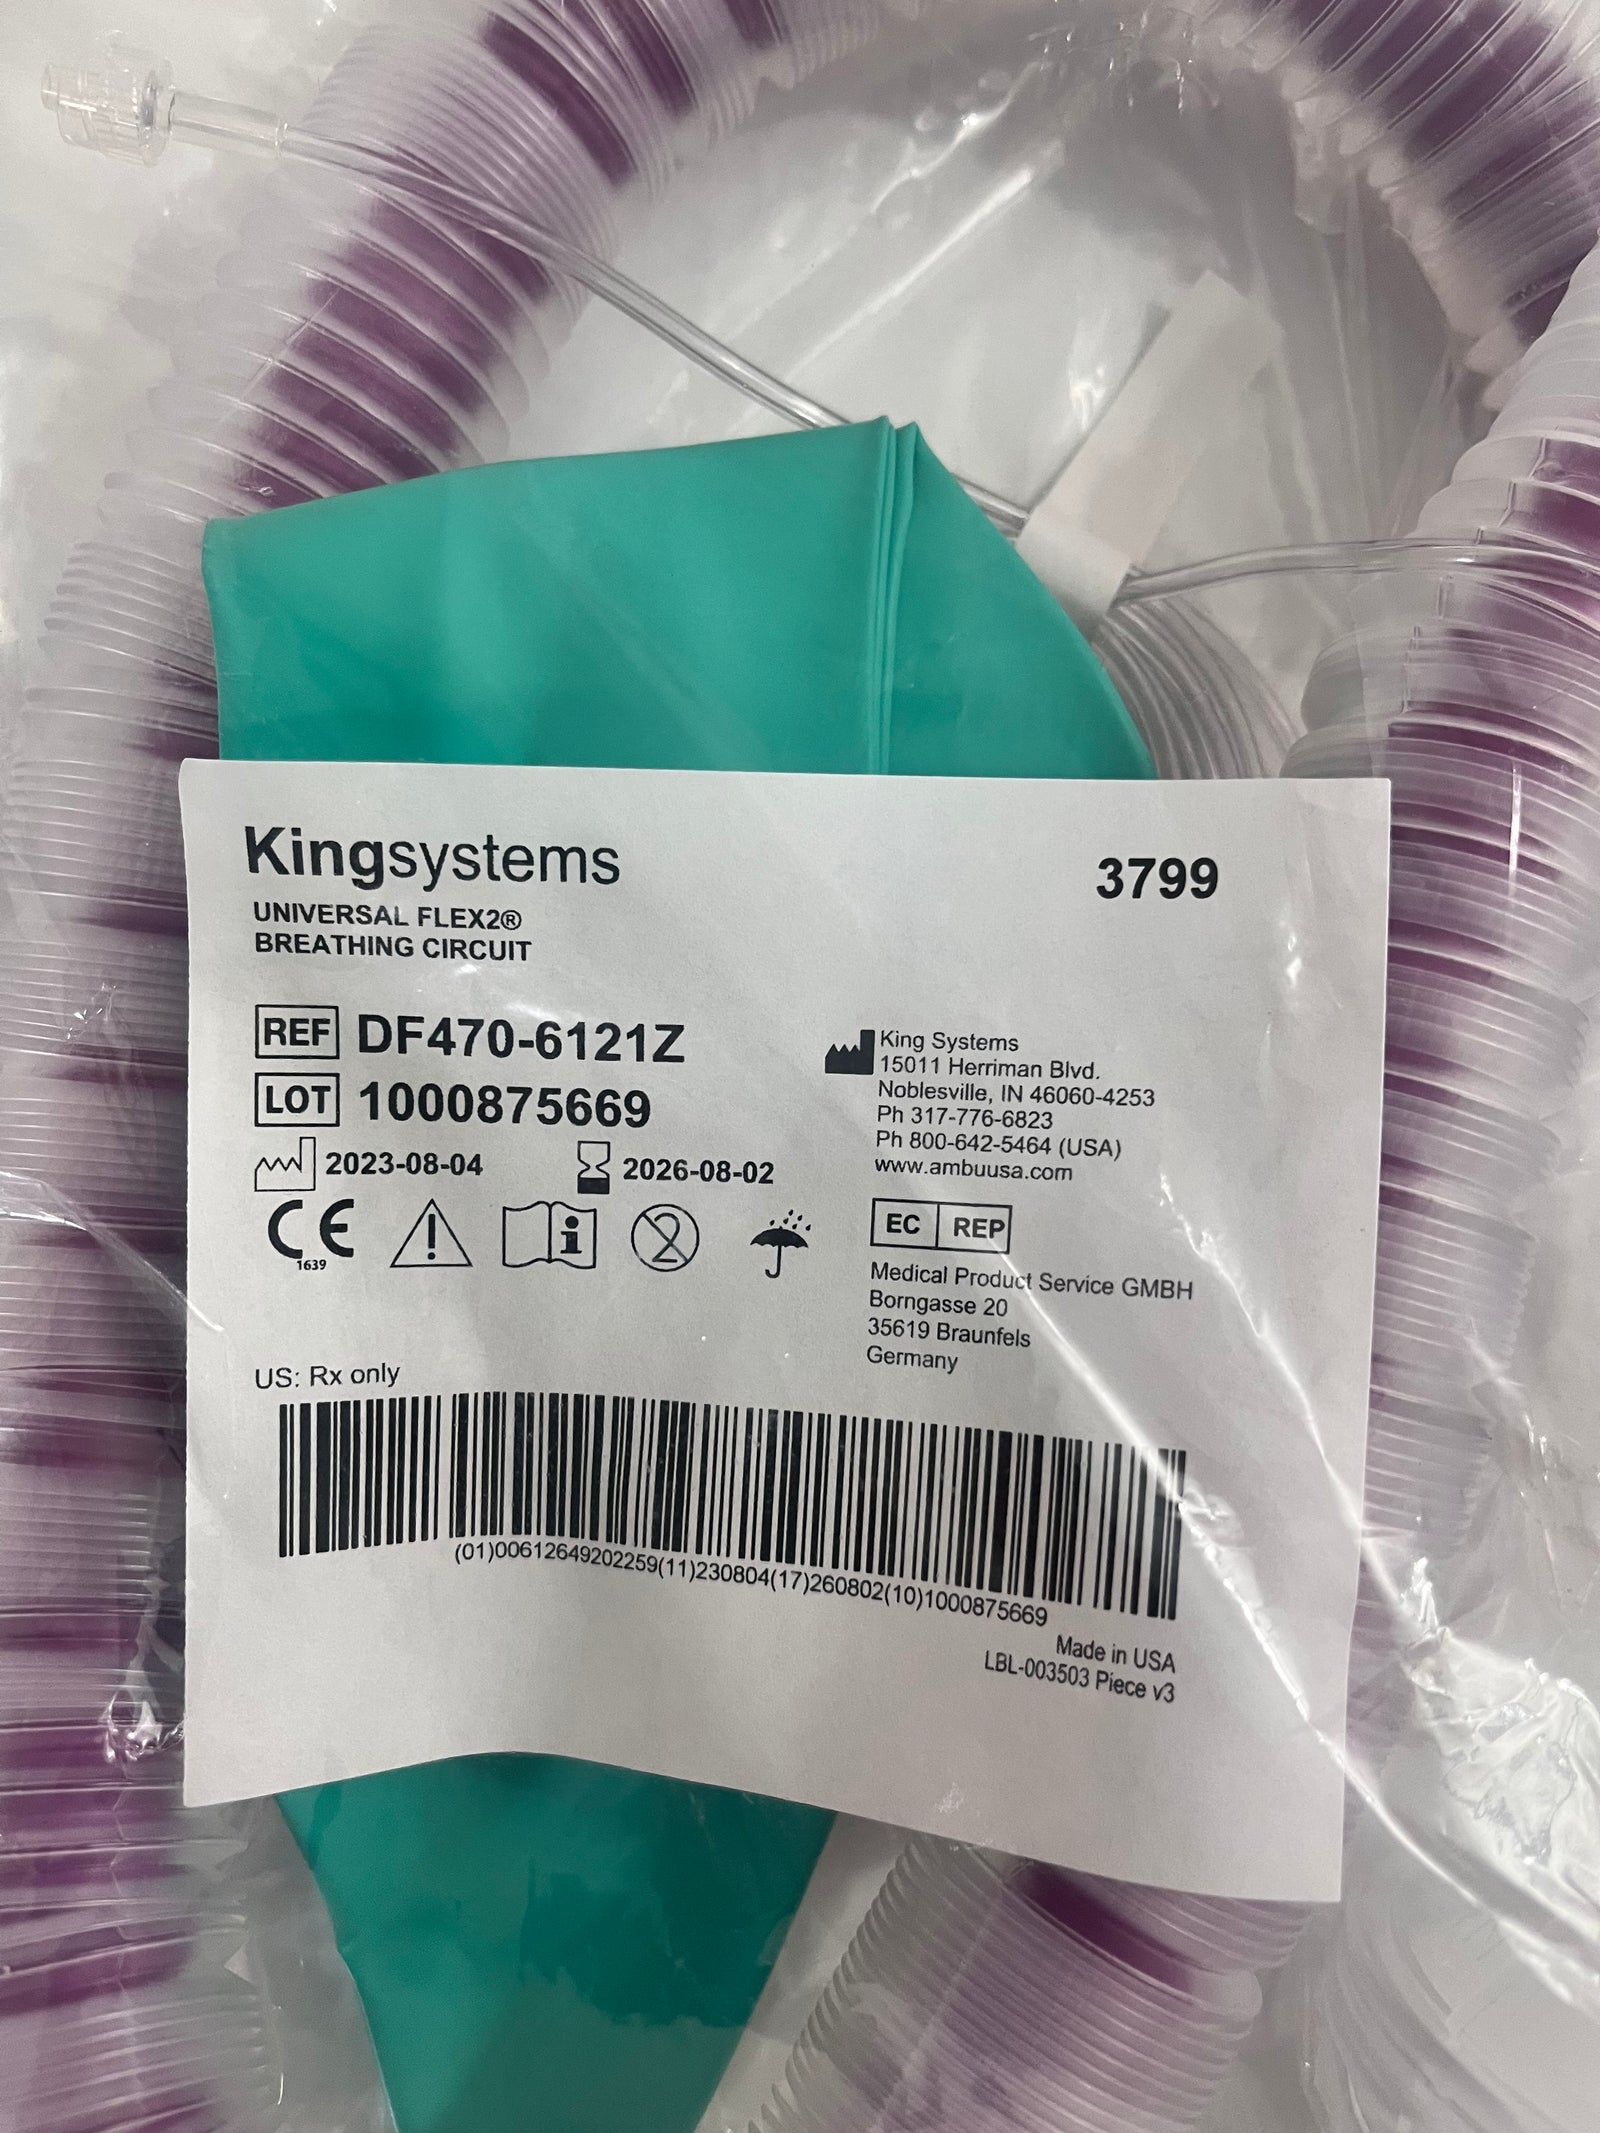 Kingsystems
3799
UNIVERSAL FLEX2®
BREATHING CIRCUIT
REF DF470-6121Z
LOT 1000875669
2023-08-04
2026-08-02
CE
1639
2
King Systems
15011 Herriman Blvd.
Noblesville, IN 46060-4253
Ph 317-776-6823
Ph 800-642-5464 (USA)
www.ambuusa.com
EC REP
Medical Product Service GMBH
Borngasse 20
35619 Braunfels
Germany
US: Rx only
(01)00612649202259(11)230804(17)260802(10)1000875669
Made in USA
LBL-003503 Piece v3